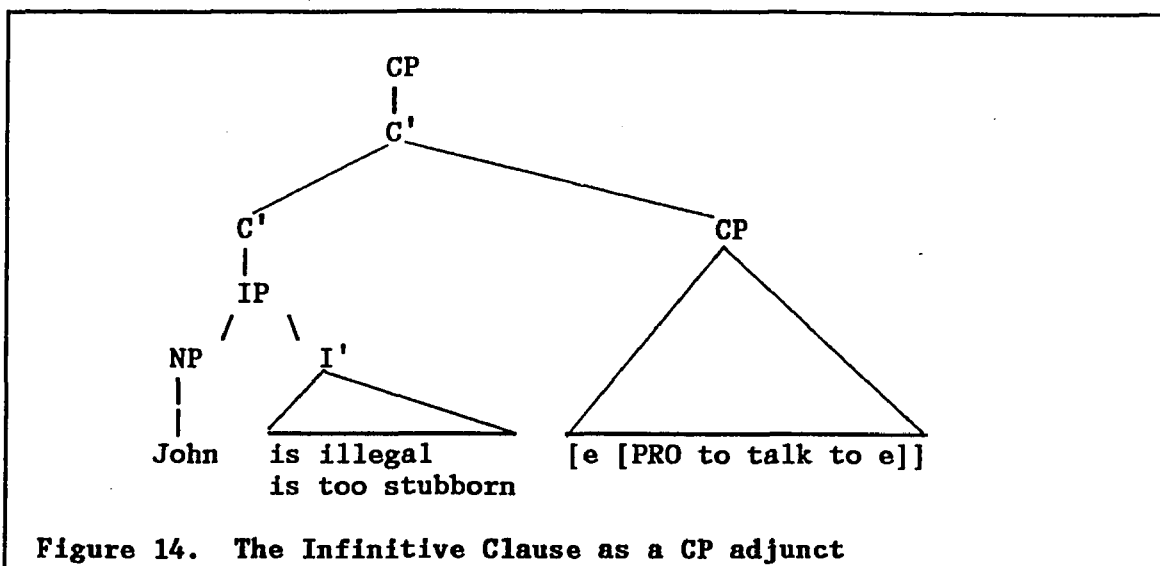 CP
C'
C' CP
IP
NP I'
John is illegal [e [PRO to talk to e]]
is too stubborn
Figure 14. The Infinitive Clause as a CP adjunct